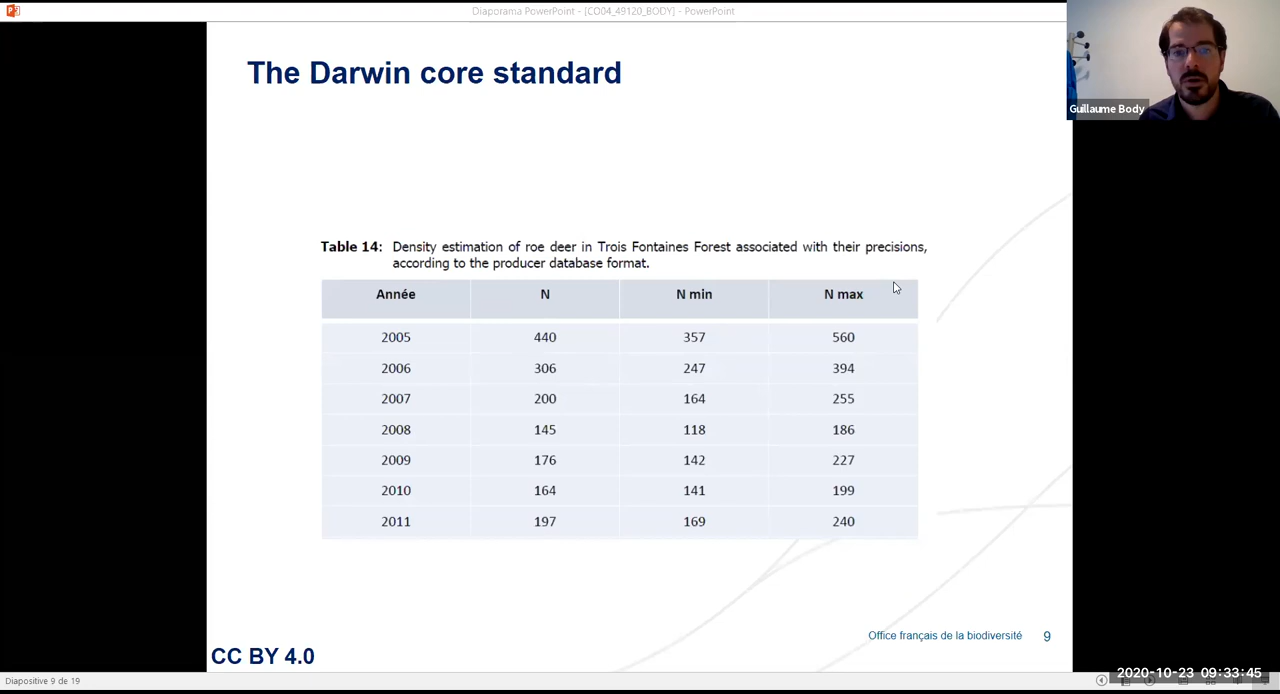 Diaporama PowerPoint - [CO04_49120_BODY] - PowerPoint
The Darwin core standard
Guillaume Body
Table 14: Density estimation of roe deer in Trois Fontaines Forest associated with their precisions,
according to the producer database format.
Année N N min N max
2005 440 357 560
2006 306 247 394
2007 200 164 255
2008 145 118 186
2009 176 142 227
2010 164 141 199
2011 197 169 240
Office français de la biodiversité 9
CC BY 4.0
Diapositive 9 de 19
2020-10-23 09:33:45